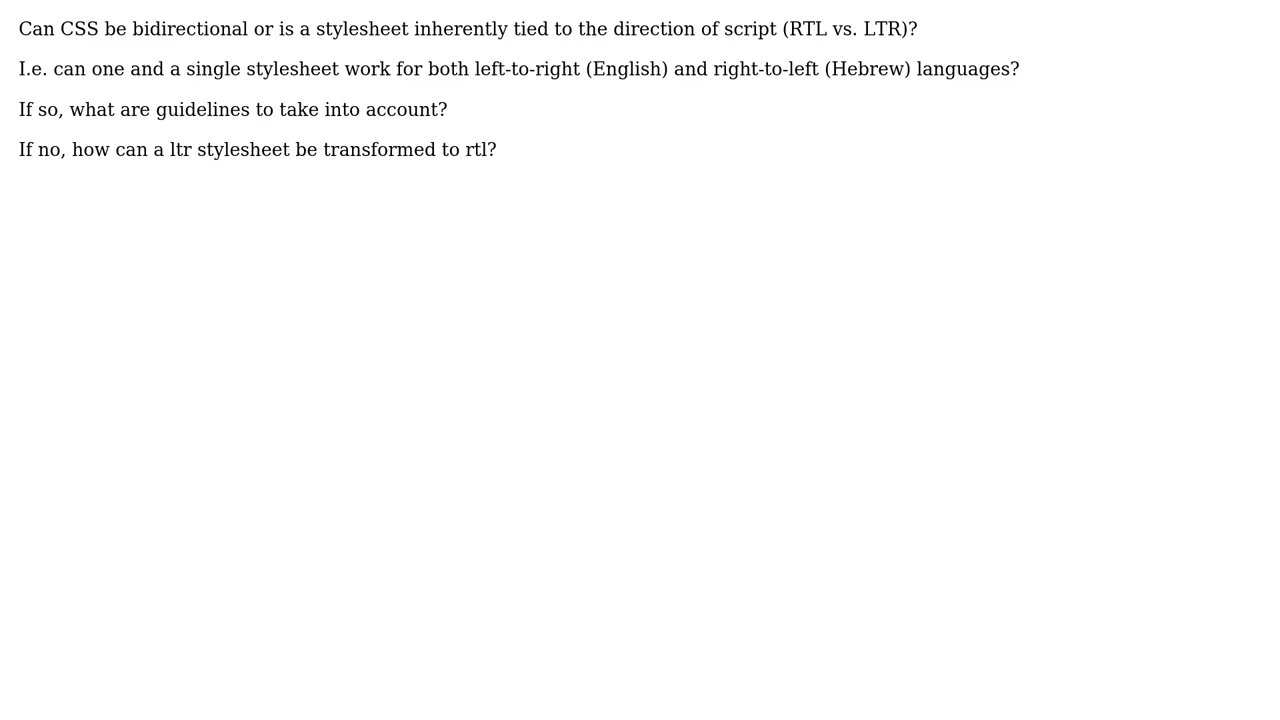 Can CSS be bidirectional or is a stylesheet inherently tied to the direction of script (RTL vs. LTR)?
I.e. can one and a single stylesheet work for both left-to-right (English) and right-to-left (Hebrew) languages?
If so, what are guidelines to take into account?
If no, how can a ltr stylesheet be transformed to rtl?